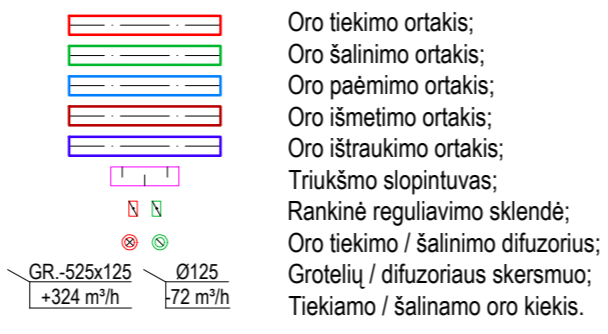 Oro tiekimo ortakis;
Oro šalinimo ortakis;
Oro paėmimo ortakis;
Oro išmetimo ortakis;
Oro ištraukimo ortakis;
Triukšmo slopintuvas;
Rankinė reguliavimo sklendė;
Oro tiekimo / šalinimo difuzorius;
GR.-525x125 Ø125 Grotelių / difuzoriaus skersmuo;
+324 m³/h -72 m³/h Tiekiamo / šalinamo oro kiekis.